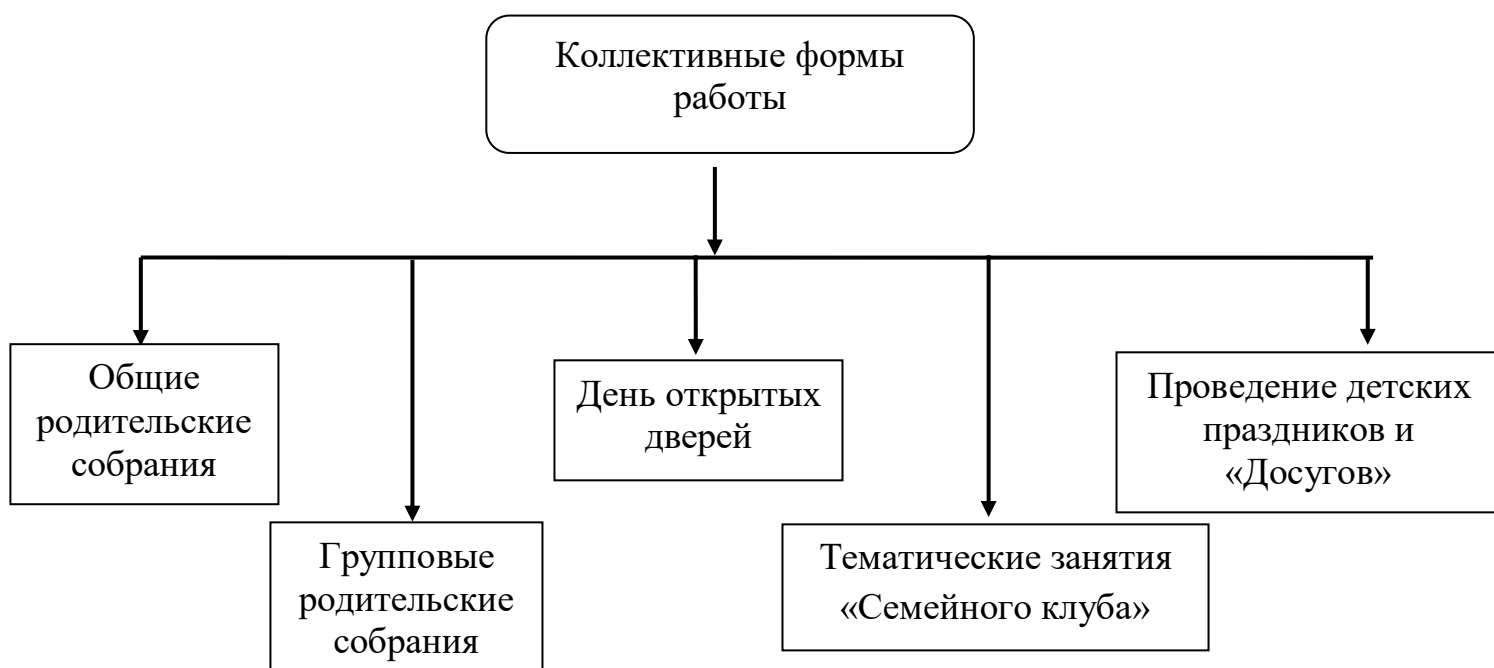 Коллективные формы
работы
Общие
родительские
собрания
Групповые
родительские
собрания
День открытых
дверей
Тематические занятия
«Семейного клуба»
Проведение детских
праздников и
«Досугов»